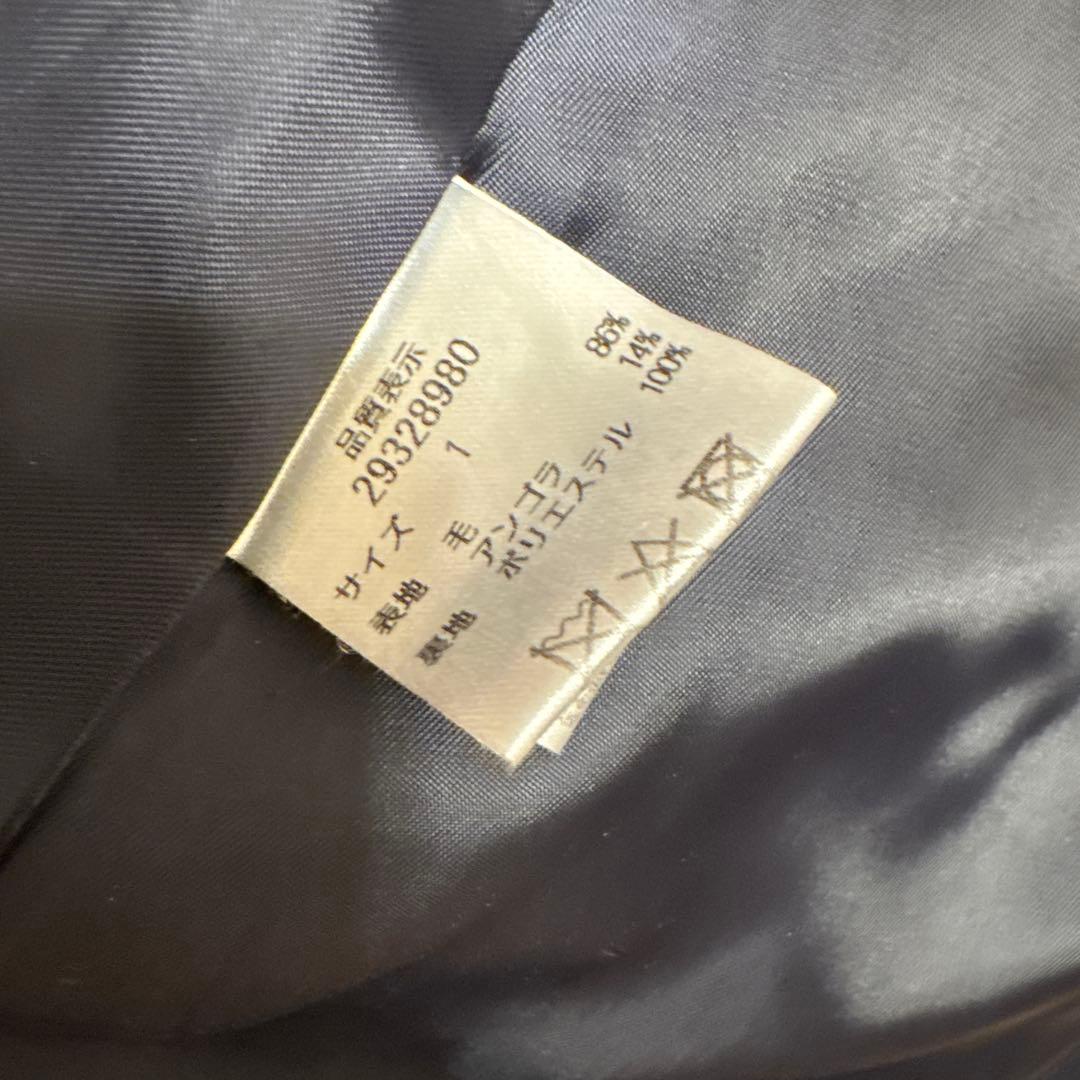 品質表示
29328980
サイズ 1
表地 毛 86%
アンゴラ 14%
裏地 ポリエステル 100%